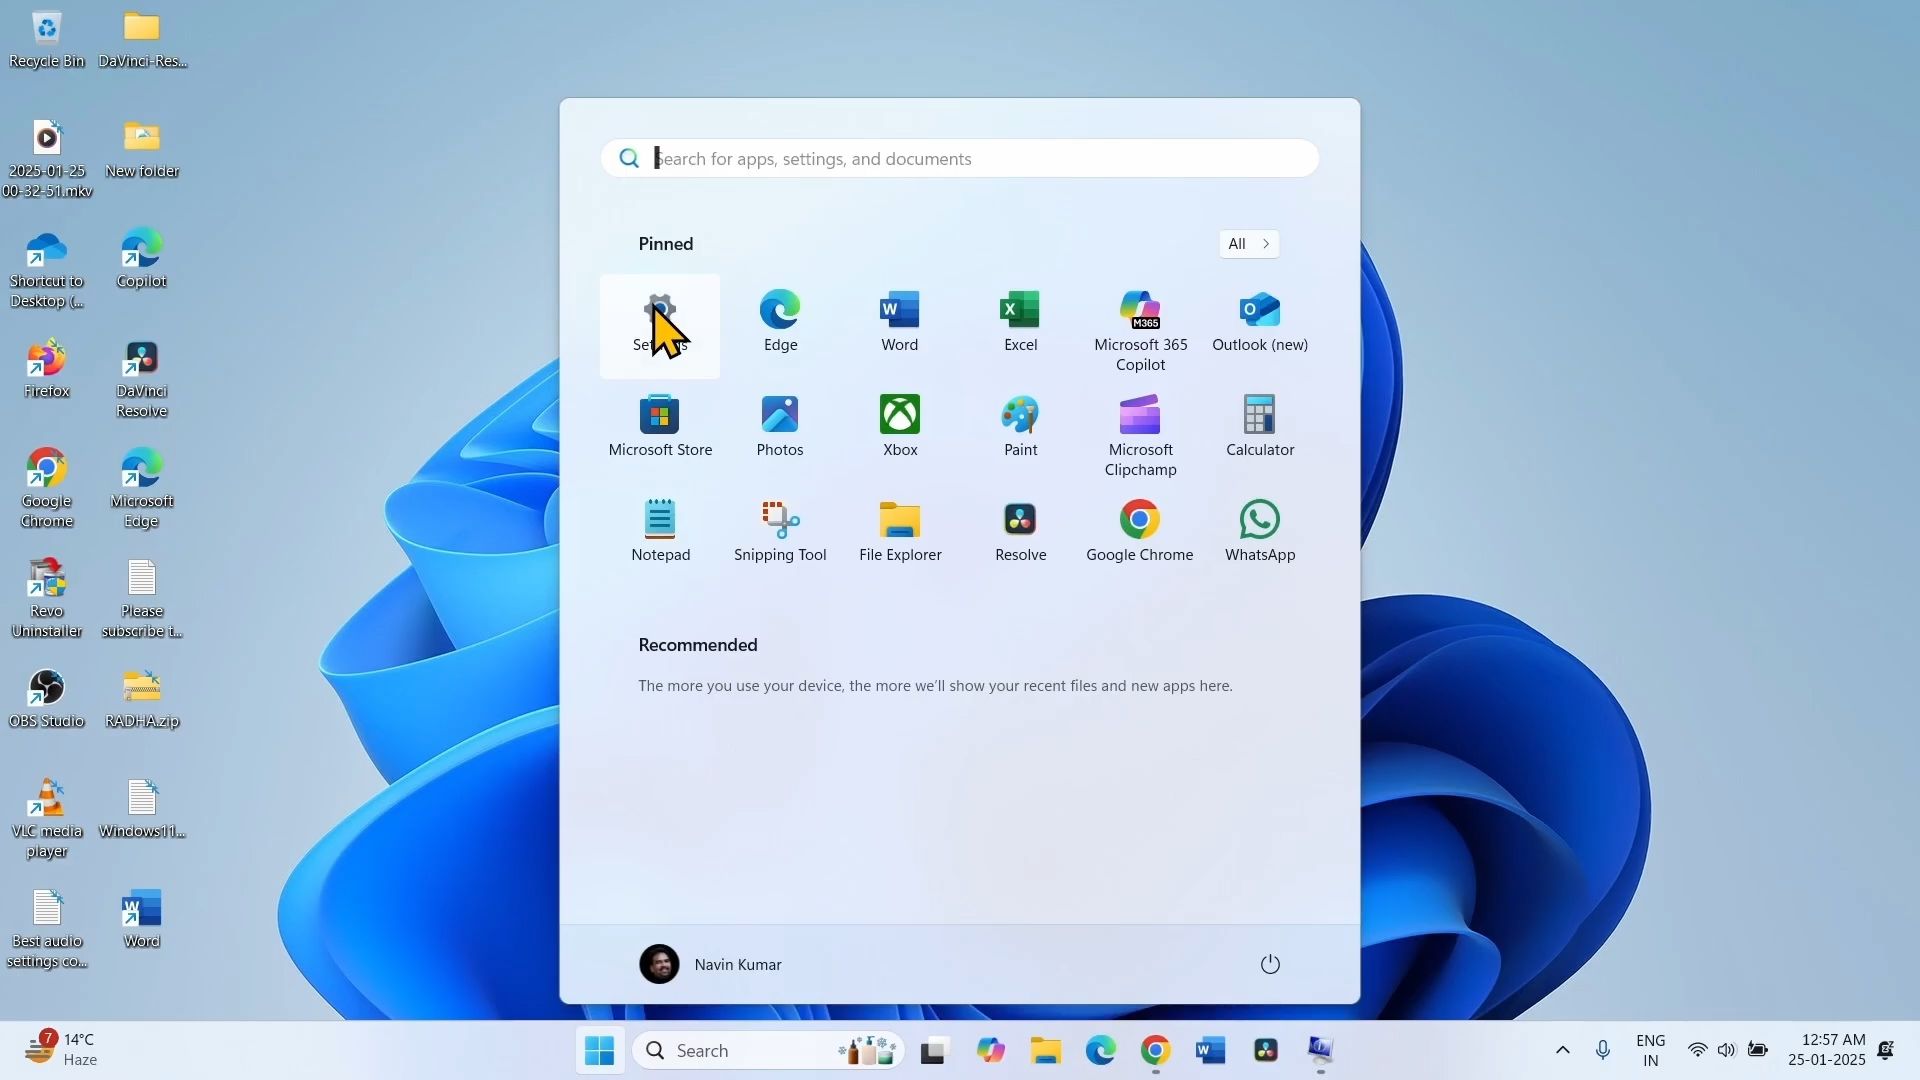 Recycle Bin
DaVinci-Res...
2025-01-25
00-32-51.mkv
New folder
Shortcut to
Desktop (...
Copilot
Firefox
DaVinci
Resolve
Google
Chrome
Microsoft
Edge
Revo
Uninstaller
Please
subscribe t...
OBS Studio
RADHA.zip
VLC media
player
Windows11...
Best audio
settings co...
Word
Search for apps, settings, and documents
Pinned
All
Edge
Word
Excel
M365
Microsoft 365
Copilot
Outlook (new)
Microsoft Store
Photos
Xbox
Paint
Microsoft
Clipchamp
Calculator
Notepad
Snipping Tool
File Explorer
Resolve
Google Chrome
WhatsApp
Recommended
The more you use your device, the more we'll show your recent files and new apps here.
Navin Kumar
7
14°C
Haze
Search
ENG
IN
12:57 AM
25-01-2025